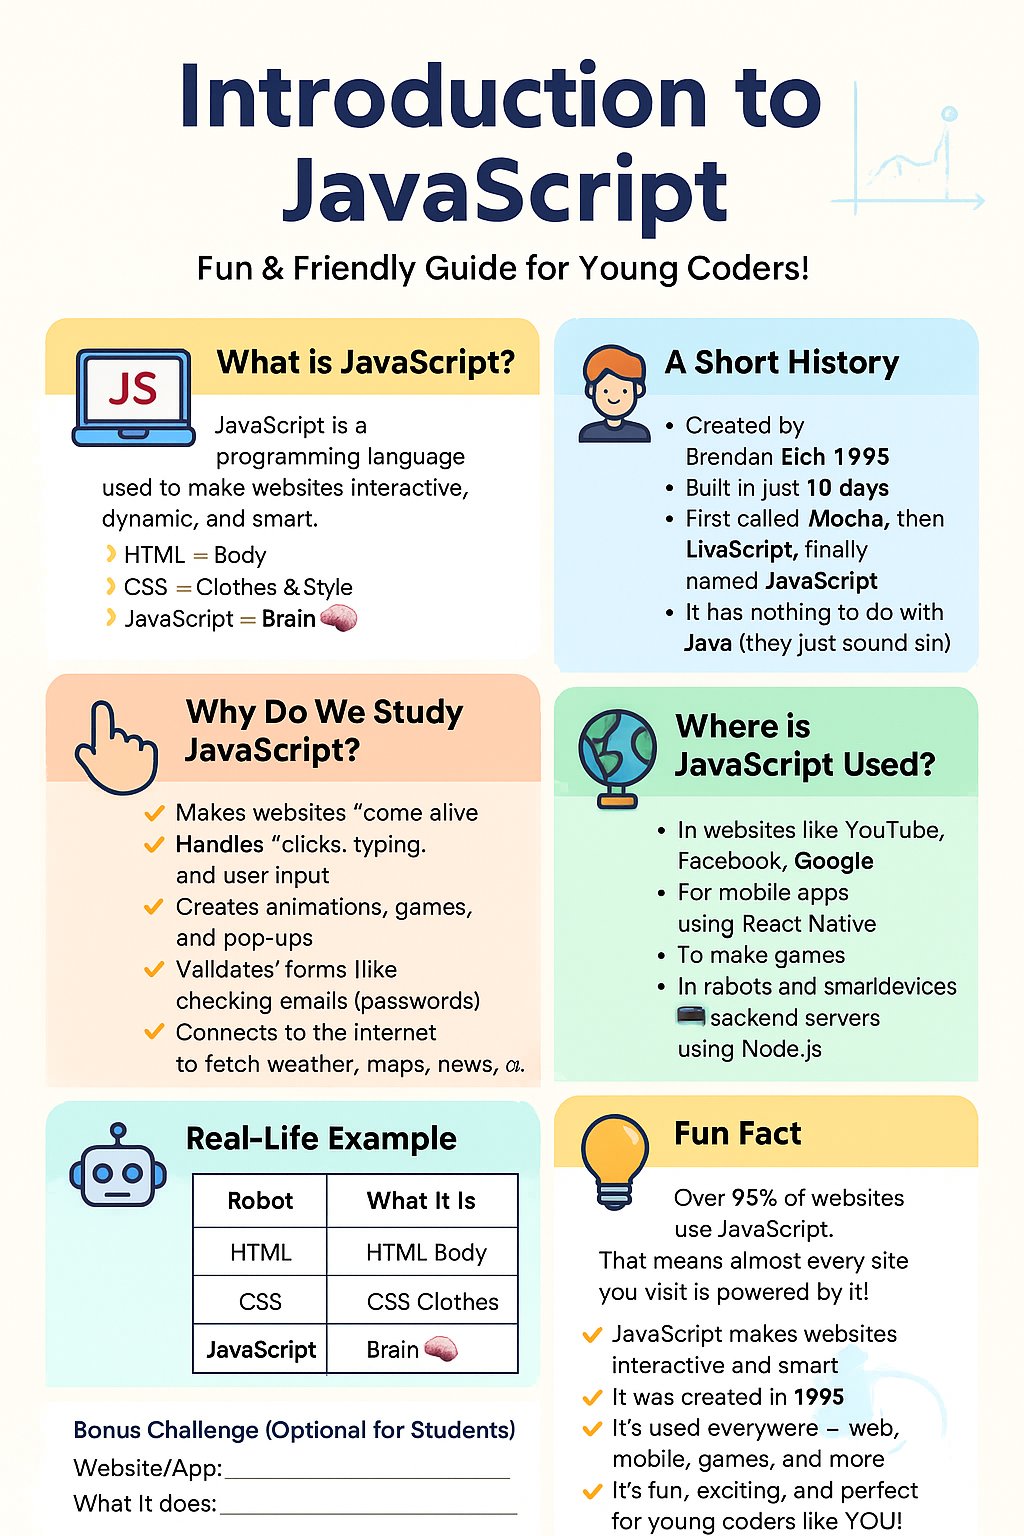 Introduction to
JavaScript
Fun & Friendly Guide for Young Coders!
JS
What is JavaScript?
JavaScript is a
programming language
used to make websites interactive,
dynamic, and smart.
HTML = Body
CSS = Clothes & Style
JavaScript = Brain
A Short History
• Created by
Brendan Eich 1995
• Built in just 10 days
• First called Mocha, then
LivaScript, finally
named JavaScript
• It has nothing to do with
Java (they just sound sin)
Why Do We Study
JavaScript?
✓ Makes websites “come alive
✓ Handles “clicks. typing.
and user input
✓ Creates animations, games,
and pop-ups
✓ Valldates’ forms llike
checking emails (passwords)
✓ Connects to the internet
to fetch weather, maps, news,
Where is
JavaScript Used?
• In websites like YouTube,
Facebook, Google
• For mobile apps
using React Native
• To make games
• In rabots and smarldevices
sackend servers
using Node.js
Real-Life Example
Robot What It Is
HTML HTML Body
CSS CSS Clothes
JavaScript Brain
Fun Fact
Over 95% of websites
use JavaScript.
That means almost every site
you visit is powered by it!
✓ JavaScript makes websites
interactive and smart
✓ It was created in 1995
✓ It’s used everywere – web,
mobile, games, and more
✓ It’s fun, exciting, and perfect
for young coders like YOU!
Bonus Challenge (Optional for Students)
Website/App:
What It does: